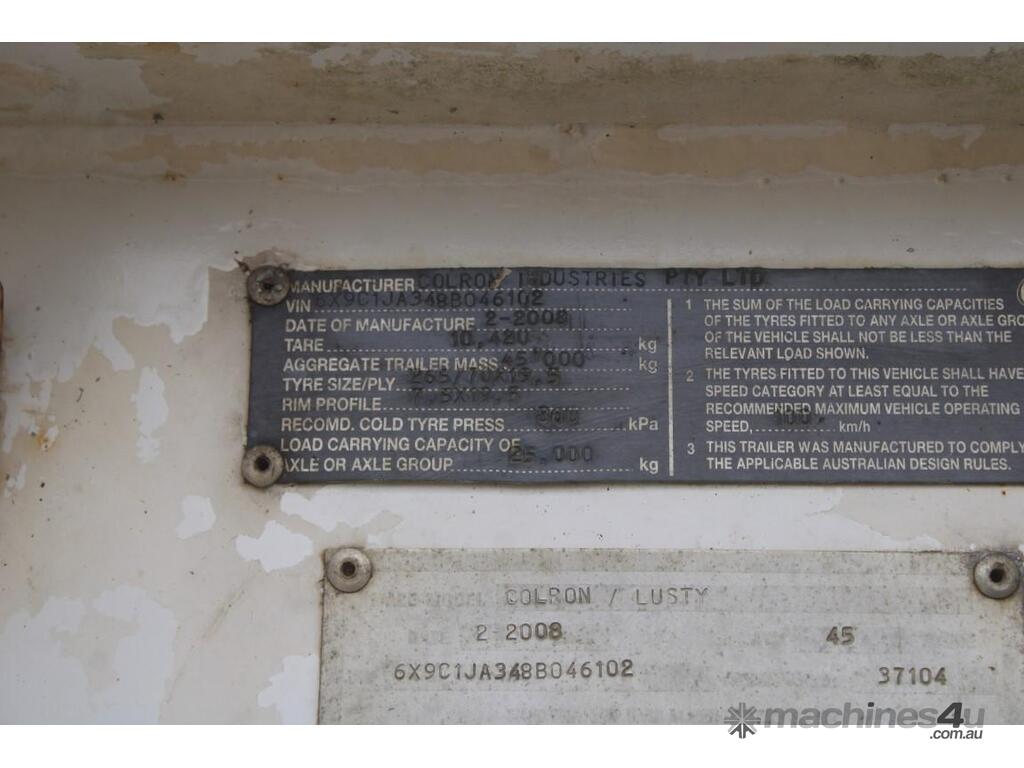 MANUFACTURER COLRON INDUSTRIES PTY LTD
VIN 6X9C1JA348B046102
DATE OF MANUFACTURE 2-2008
TARE 10,420 kg
AGGREGATE TRAILER MASS 45,000 kg
TYRE SIZE/PLY 265/70X19,5
RIM PROFILE 7,5X19,5
RECOMD. COLD TYRE PRESS kPa
LOAD CARRYING CAPACITY OF
AXLE OR AXLE GROUP 25,000 kg
1 THE SUM OF THE LOAD CARRYING CAPACITIES
OF THE TYRES FITTED TO ANY AXLE OR AXLE GRO
OF THE VEHICLE SHALL NOT BE LESS THAN THE
RELEVANT LOAD SHOWN.
2 THE TYRES FITTED TO THIS VEHICLE SHALL HAVE
SPEED CATEGORY AT LEAST EQUAL TO THE
RECOMMENDED MAXIMUM VEHICLE OPERATING
SPEED, 100 km/h
3 THIS TRAILER WAS MANUFACTURED TO COMPLY
THE APPLICABLE AUSTRALIAN DESIGN RULES.
COLRON / LUSTY
2-2008 45
6X9C1JA348B046102 37104
machines4u
.com.au